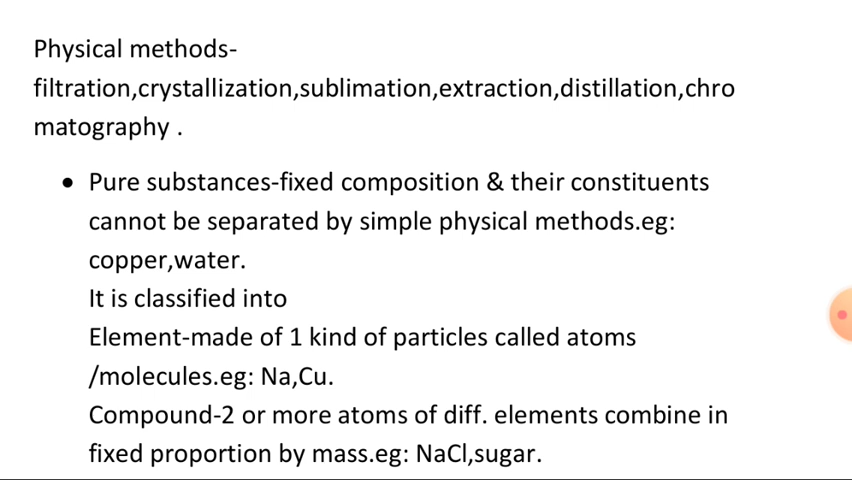 Physical methods-
filtration,crystallization,sublimation,extraction,distillation,chro
matography .
• Pure substances-fixed composition & their constituents
cannot be separated by simple physical methods.eg:
copper,water.
It is classified into
Element-made of 1 kind of particles called atoms
/molecules.eg: Na,Cu.
Compound-2 or more atoms of diff. elements combine in
fixed proportion by mass.eg: NaCl,sugar.